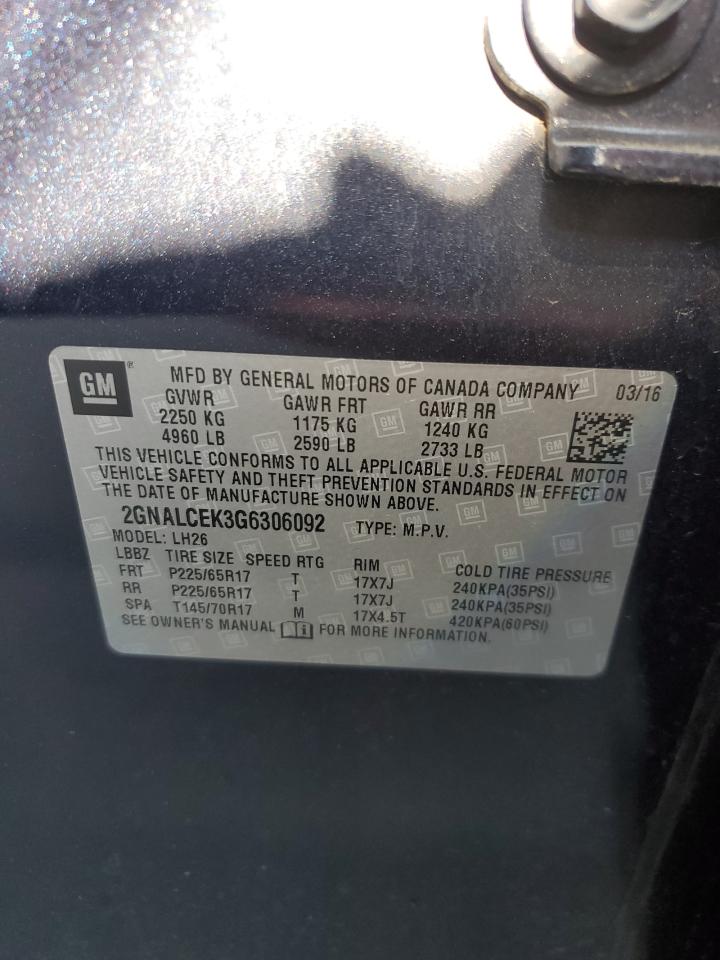 GM ® MFD BY GENERAL MOTORS OF CANADA COMPANY 03/16
GVWR GAWR FRT GAWR RR
2250 KG 1175 KG 1240 KG
4960 LB 2590 LB 2733 LB
THIS VEHICLE CONFORMS TO ALL APPLICABLE U.S. FEDERAL MOTOR
VEHICLE SAFETY AND THEFT PREVENTION STANDARDS IN EFFECT ON
THE DATE OF MANUFACTURE SHOWN ABOVE.
2GNALCEK3G6306092 TYPE: M.P.V.
MODEL: LH26
LBBZ TIRE SIZE SPEED RTG RIM COLD TIRE PRESSURE
FRT P225/65R17 T 17X7J 240KPA(35PSI)
RR P225/65R17 T 17X7J 240KPA(35PSI)
SPA T145/70R17 M 17X4.5T 420KPA(60PSI)
SEE OWNER'S MANUAL FOR MORE INFORMATION.